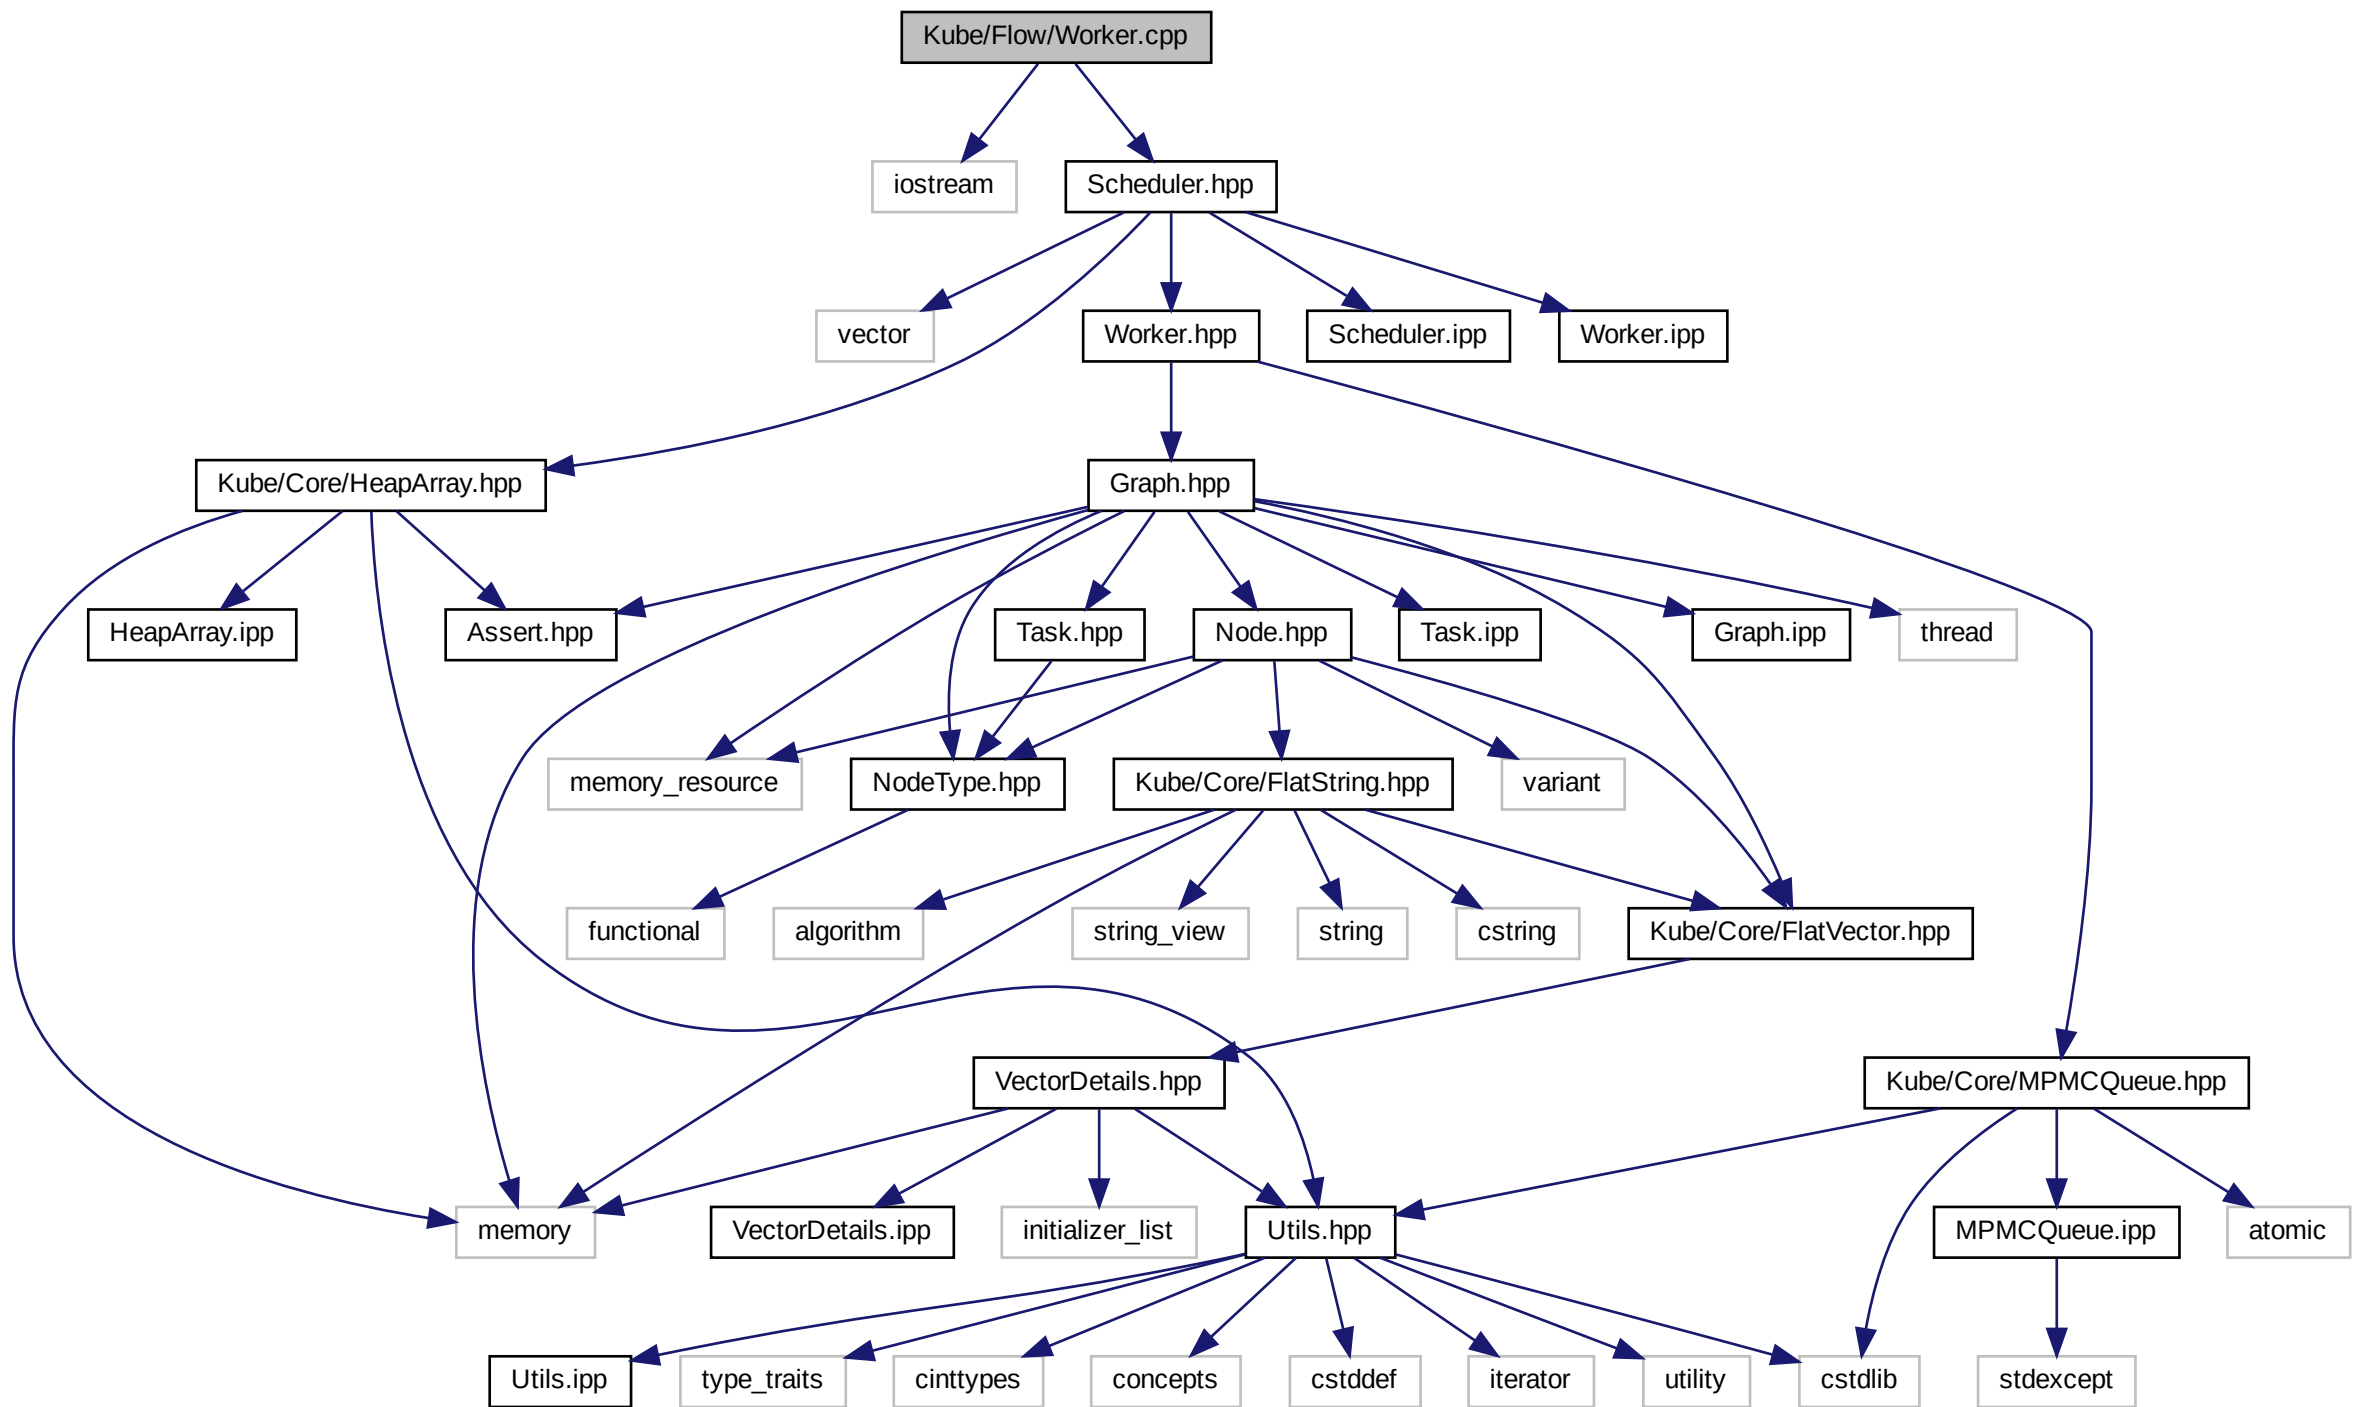 Kube/Flow/Worker.cpp
iostream
Scheduler.hpp
vector
Worker.hpp
Scheduler.ipp
Worker.ipp
Kube/Core/HeapArray.hpp
Graph.hpp
HeapArray.ipp
Assert.hpp
Task.hpp
Node.hpp
Task.ipp
Graph.ipp
thread
memory_resource
NodeType.hpp
Kube/Core/FlatString.hpp
variant
functional
algorithm
string_view
string
cstring
Kube/Core/FlatVector.hpp
VectorDetails.hpp
Kube/Core/MPMCQueue.hpp
memory
VectorDetails.ipp
initializer_list
Utils.hpp
MPMCQueue.ipp
atomic
Utils.ipp
type_traits
cinttypes
concepts
cstddef
iterator
utility
cstdlib
stdexcept